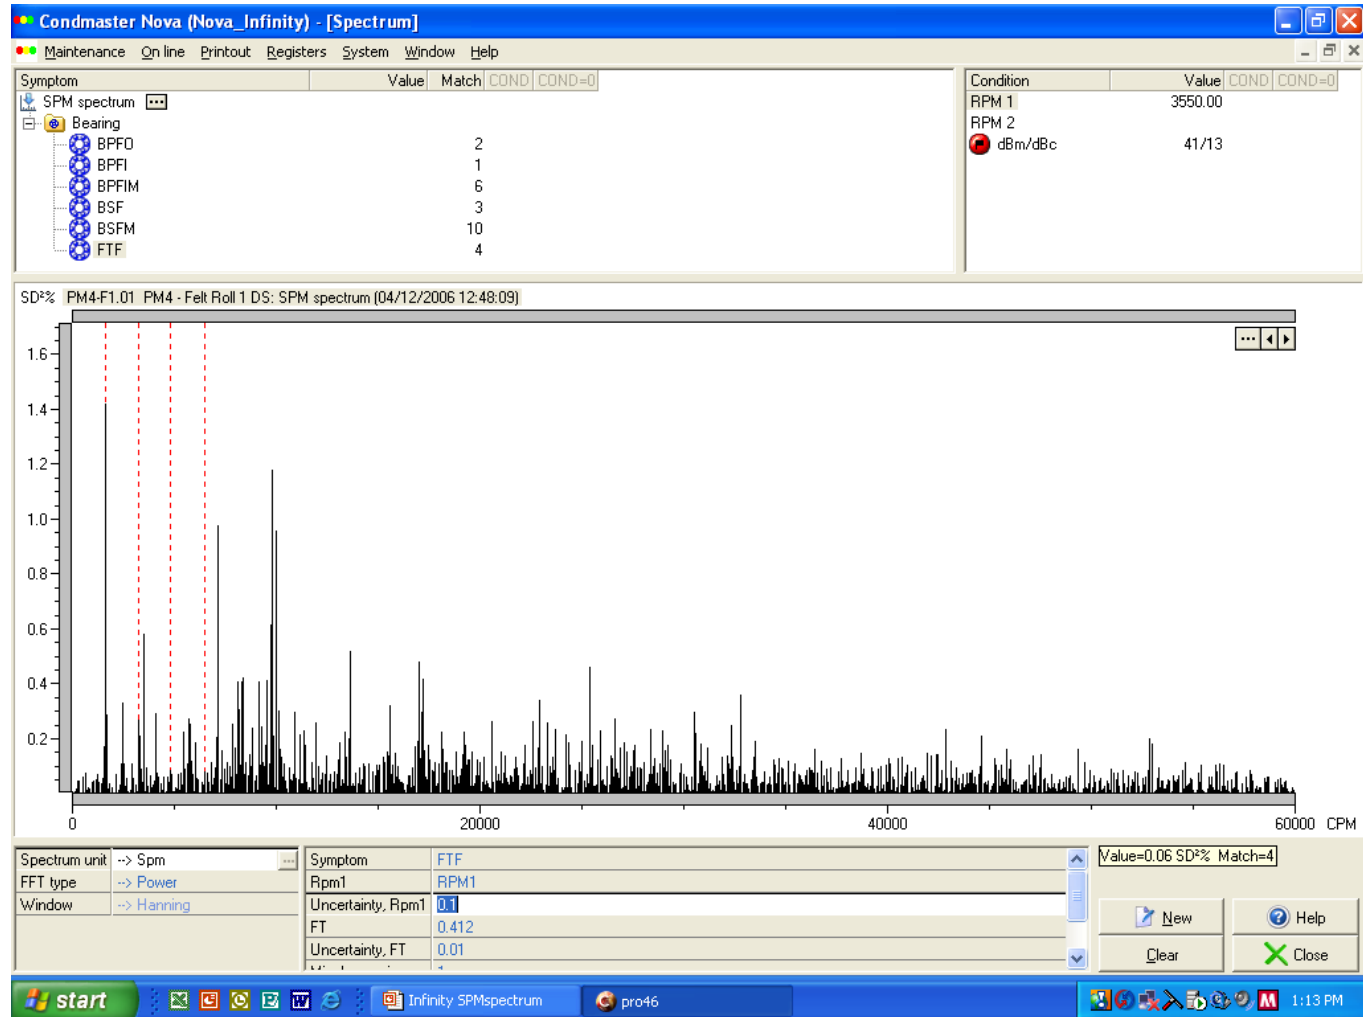 Condmaster Nova (Nova_Infinity) - [Spectrum]
Maintenance On line Printout Registers System Window Help
Symptom Value Match COND COND=0
SPM spectrum ...
Bearing
BPFO 2
BPFI 1
BPFIM 6
BSF 3
BSFM 10
FTF 4
Condition Value COND COND=0
RPM 1 3550.00
RPM 2
dBm/dBc 41/13
SD²% PM4-F1.01 PM4 - Felt Roll 1 DS: SPM spectrum (04/12/2006 12:48:09)
...
1.6
1.4
1.2
1.0
0.8
0.6
0.4
0.2
0 20000 40000 60000 CPM
Spectrum unit --> Spm ...
FFT type --> Power
Window --> Hanning
Symptom FTF
Rpm1 RPM1
Uncertainty, Rpm1 0.1
FT 0.412
Uncertainty, FT 0.01
Value=0.06 SD²% Match=4
New Help
Clear Close
start Infinity SPMspectrum pro46 1:13 PM